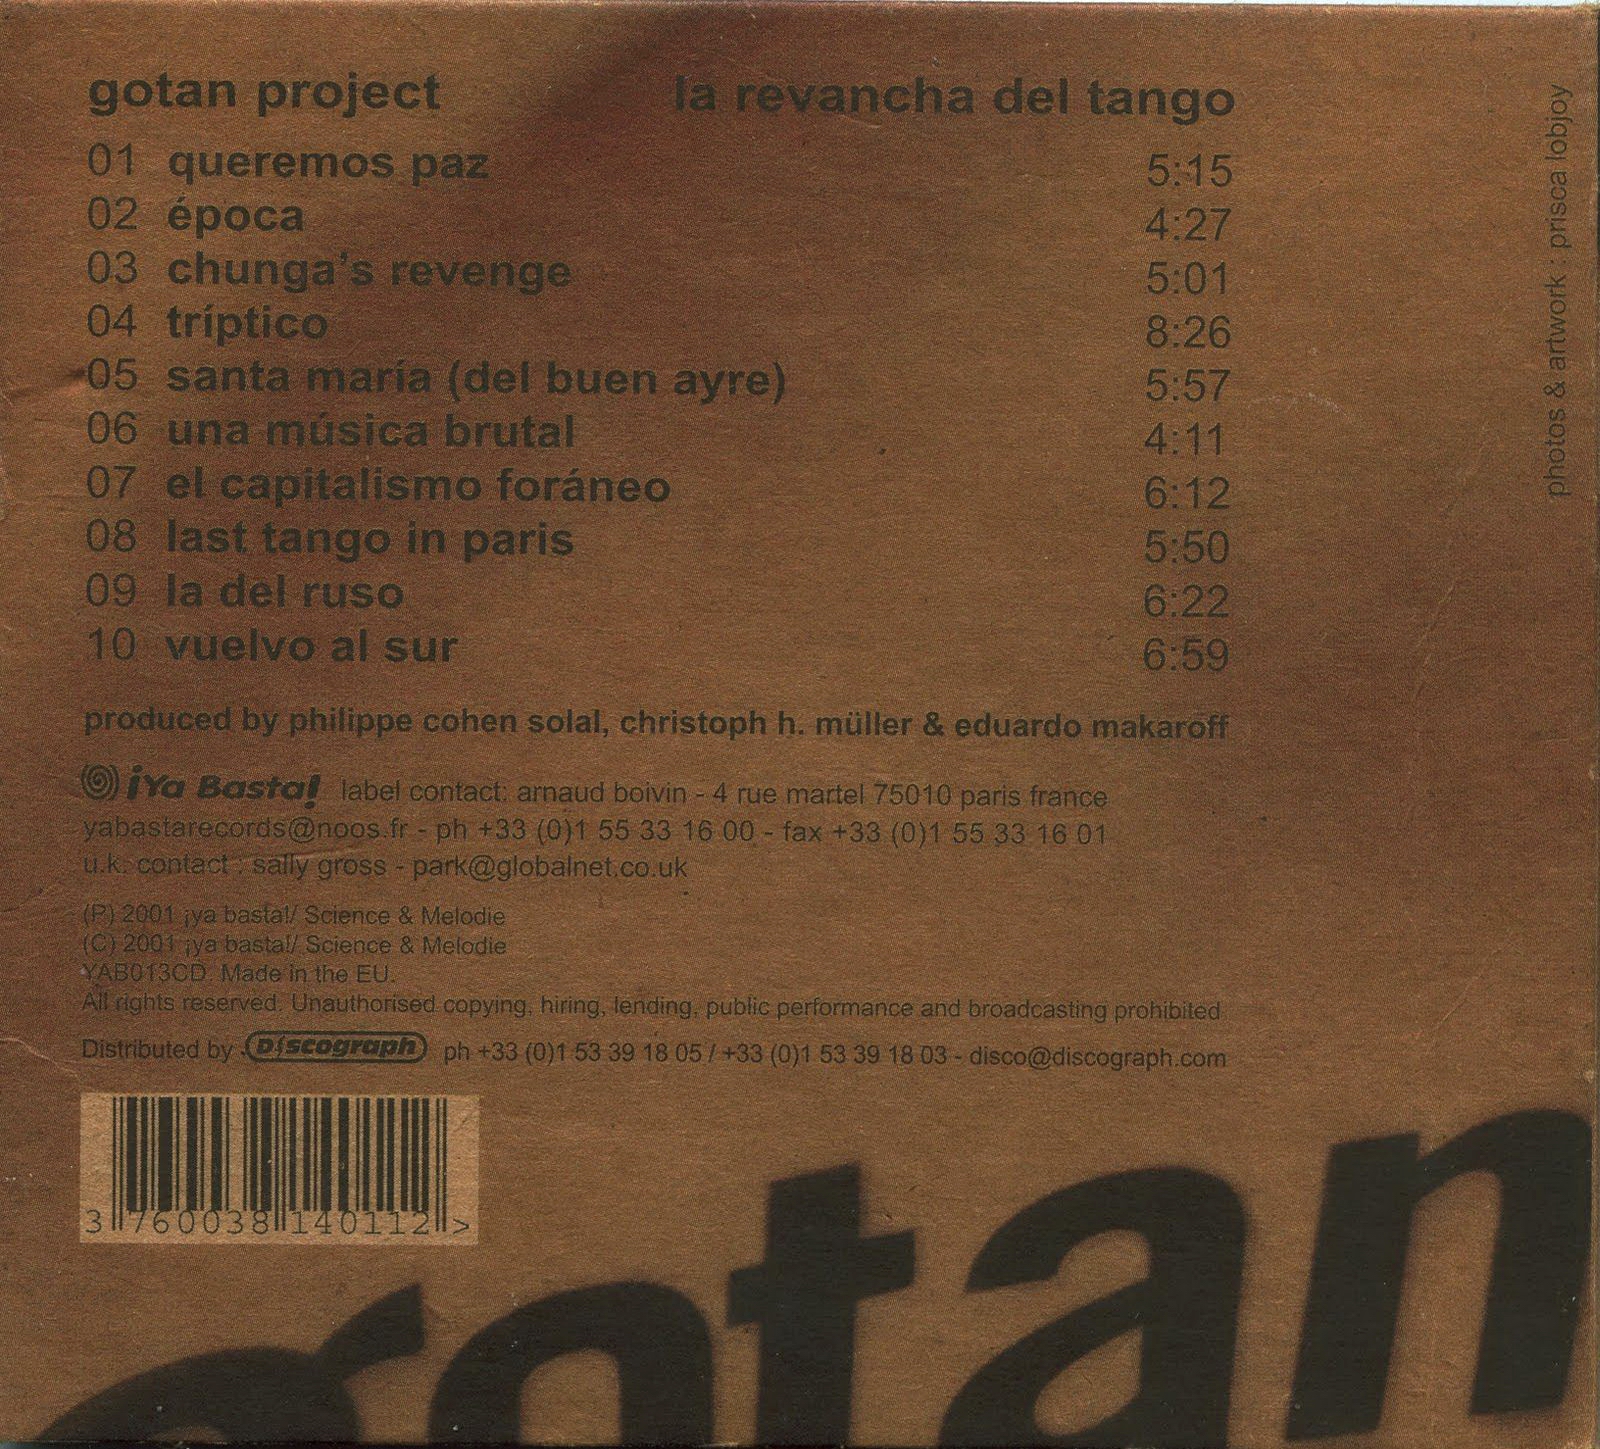 gotan project la revancha del tango
01 queremos paz 5:15
02 época 4:27
03 chunga's revenge 5:01
04 tríptico 8:26
05 santa maría (del buen ayre) 5:57
06 una música brutal 4:11
07 el capitalismo foráneo 6:12
08 last tango in paris 5:50
09 la del ruso 6:22
10 vuelvo al sur 6:59
produced by philippe cohen solal, christoph h. müller & eduardo makaroff
¡Ya Basta! label contact: arnaud boivin - 4 rue martel 75010 paris france
yabastarecords@noos.fr - ph +33 (0)1 55 33 16 00 - fax +33 (0)1 55 33 16 01
u.k. contact : sally gross - park@globalnet.co.uk
(P) 2001 ¡ya basta!/ Science & Melodie
(C) 2001 ¡ya basta!/ Science & Melodie
YAB013CD. Made in the EU.
All rights reserved. Unauthorised copying, hiring, lending, public performance and broadcasting prohibited.
Distributed by Discograph ph +33 (0)1 53 39 18 05 / +33 (0)1 53 39 18 03 - disco@discograph.com
3 760038 140112 >
gotan
photos & artwork : prisca lobjoy